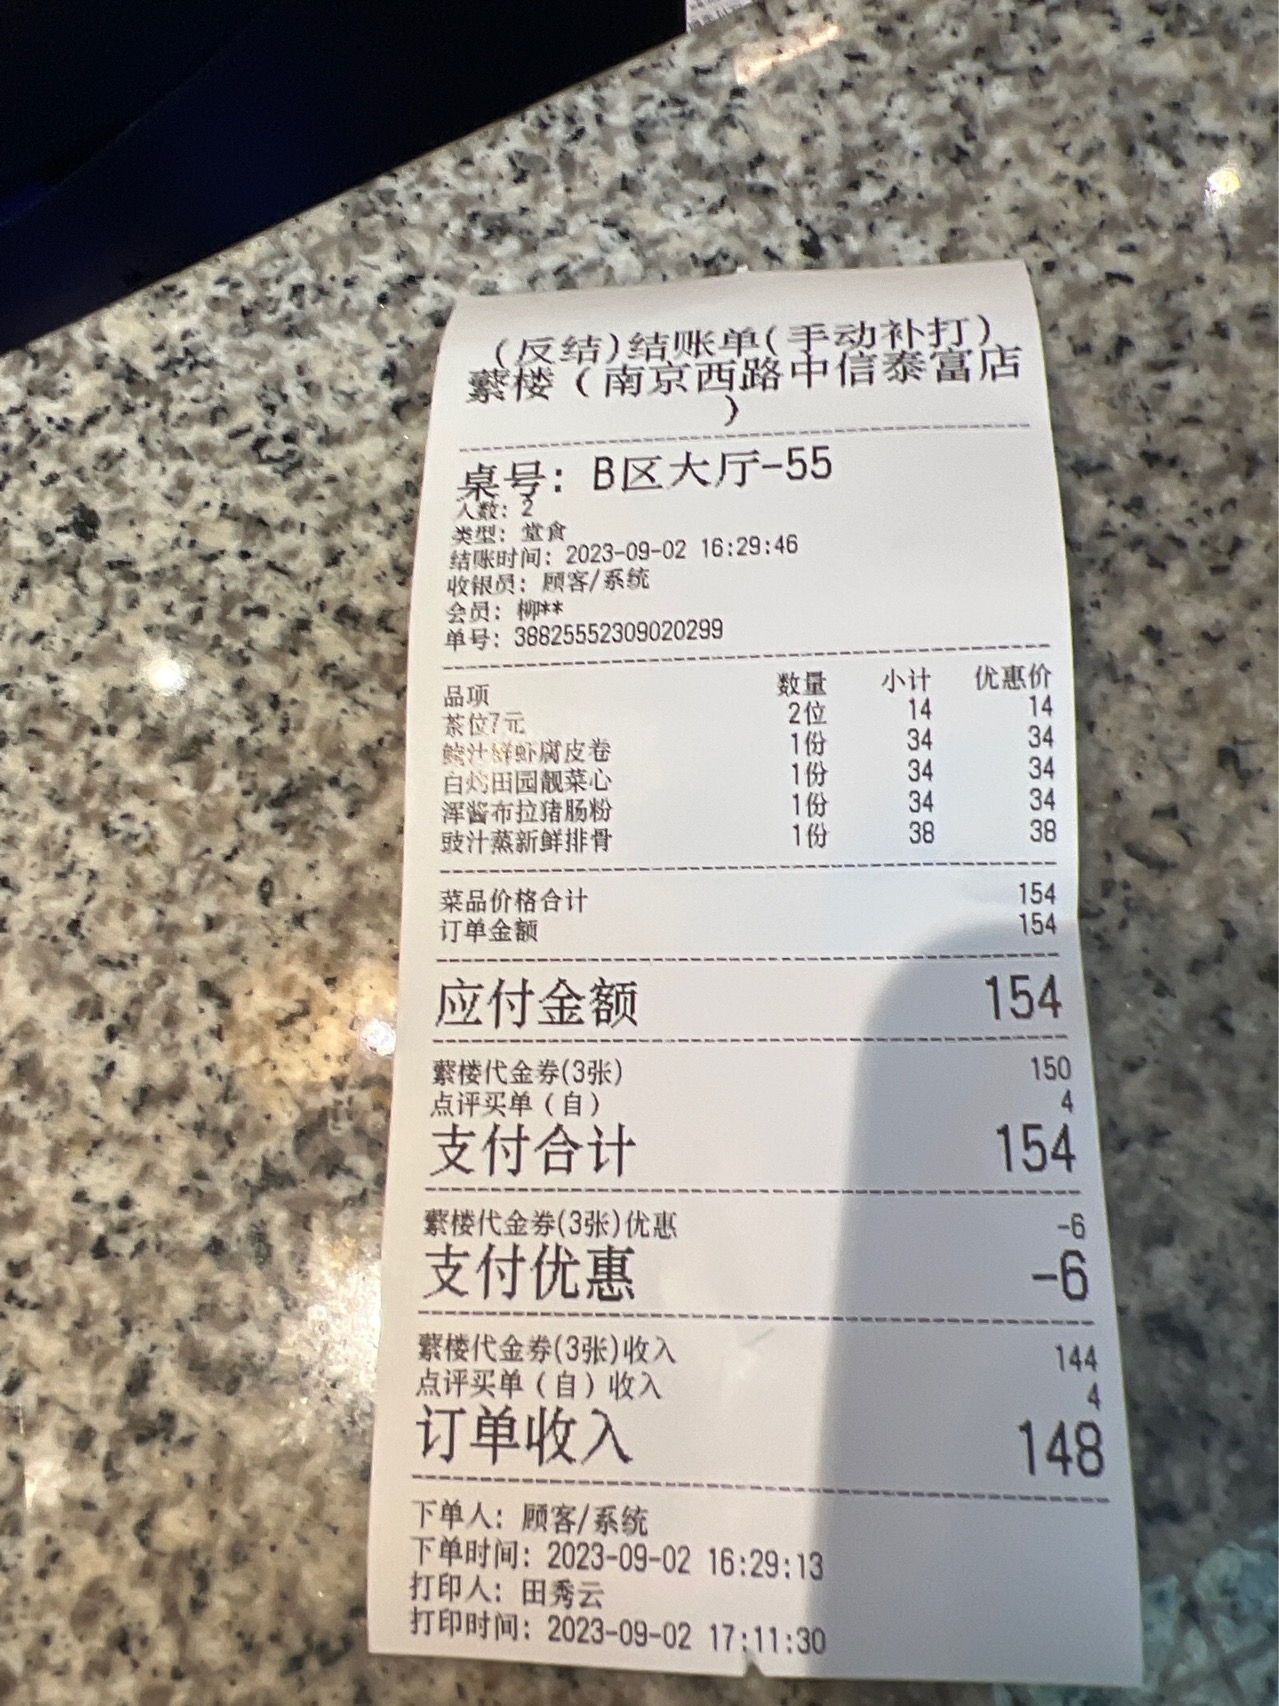 (反结)结账单(手动补打)
蘩楼（南京西路中信泰富店
）
桌号: B区大厅-55
人数: 2
类型: 堂食
结账时间: 2023-09-02 16:29:46
收银员: 顾客/系统
会员: 柳**
单号: 38825552309020299
品项 数量 小计 优惠价
茶位7元 2位 14 14
鲍汁鲜虾腐皮卷 1份 34 34
白灼田园靓菜心 1份 34 34
浑酱布拉猪肠粉 1份 34 34
豉汁蒸新鲜排骨 1份 38 38
菜品价格合计 154
订单金额 154
应付金额 154
蘩楼代金券(3张) 150
点评买单（自） 4
支付合计 154
蘩楼代金券(3张)优惠 -6
支付优惠 -6
蘩楼代金券(3张)收入 144
点评买单（自）收入 4
订单收入 148
下单人: 顾客/系统
下单时间: 2023-09-02 16:29:13
打印人: 田秀云
打印时间: 2023-09-02 17:11:30